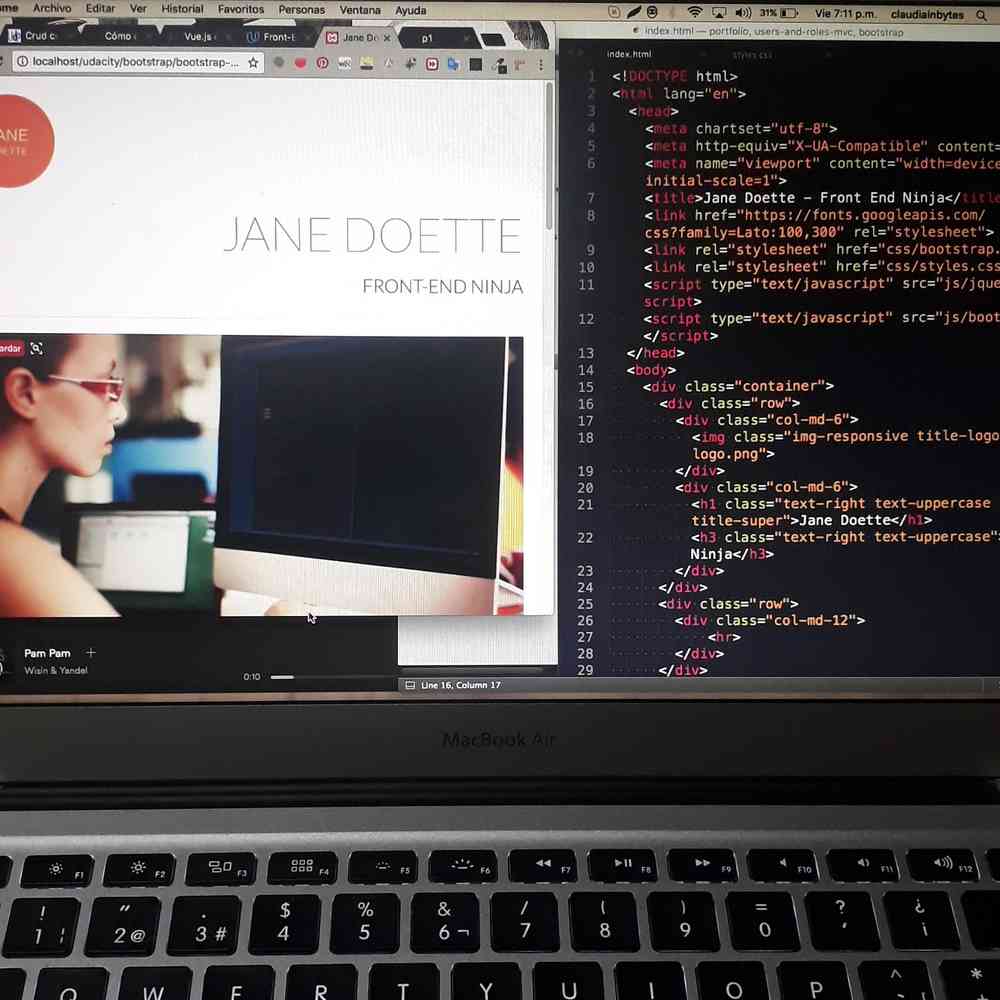 Archivo Editar Ver Historial Favoritos Personas Ventana Ayuda
31% Vie 7:11 p.m. claudiainbytes
Crud c Cómo Vue.js Front-E Jane Do p1
localhost/udacity/bootstrap/bootstrap-...
ANE
JANE DOETTE
FRONT-END NINJA
ardar
Pam Pam +
Wisin & Yandel
0:10
index.html — portfolio, users-and-roles-mvc, bootstrap
index.html styles.css
1 <!DOCTYPE html>
2 <html lang="en">
3 <head>
4 <meta chartset="utf-8">
5 <meta http-equiv="X-UA-Compatible" content=
6 <meta name="viewport" content="width=device
initial-scale=1">
7 <title>Jane Doette - Front End Ninja</title
8 <link href="https://fonts.googleapis.com/
css?family=Lato:100,300" rel="stylesheet">
9 <link rel="stylesheet" href="css/bootstrap.
10 <link rel="stylesheet" href="css/styles.css
11 <script type="text/javascript" src="js/jque
script>
12 <script type="text/javascript" src="js/boot
</script>
13 </head>
14 <body>
15 <div class="container">
16 <div class="row">
17 <div class="col-md-6">
18 <img class="img-responsive title-logo
logo.png">
19 </div>
20 <div class="col-md-6">
21 <h1 class="text-right text-uppercase
title-super">Jane Doette</h1>
22 <h3 class="text-right text-uppercase">
Ninja</h3>
23 </div>
24 </div>
25 <div class="row">
26 <div class="col-md-12">
27 <hr>
28 </div>
29 </div>
Line 16, Column 17
MacBook Air
F1 F2 F3 F4 F5 F6 F7 F8 F9 F10 F11 F12
! " · $ % & / ( ) = ? ¿
1 ¦ 2 @ 3 # 4 5 6 ¬ 7 8 9 0 ' ¡
Q W E R T Y U I O P ^ *